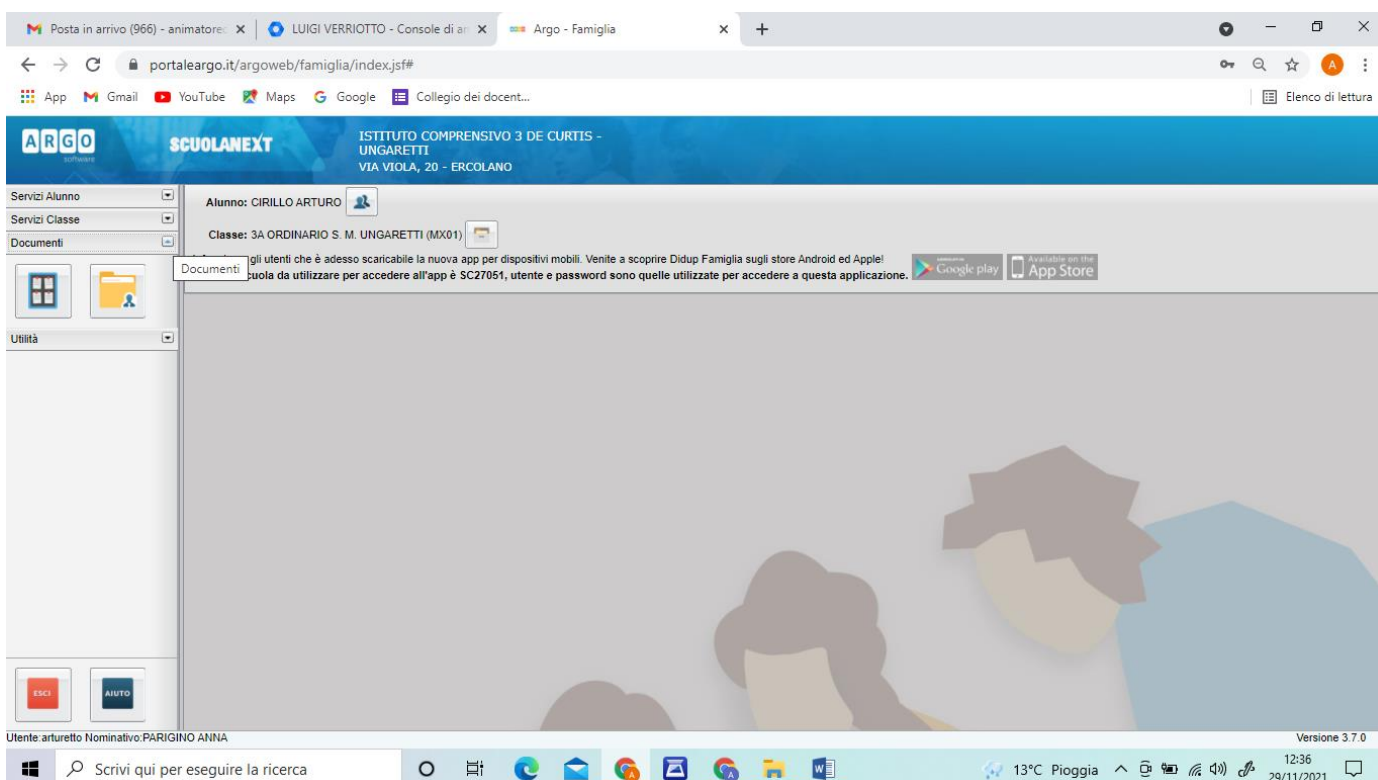 Posta in arrivo (966) - animatore
LUIGI VERRIOTTO - Console di am
Argo - Famiglia
portaleargo.it/argoweb/famiglia/index.jsf#
App Gmail YouTube Maps Google Collegio dei docent... Elenco di lettura
ARGO
software
SCUOLANEXT
ISTITUTO COMPRENSIVO 3 DE CURTIS -
UNGARETTI
VIA VIOLA, 20 - ERCOLANO
Servizi Alunno
Servizi Classe
Documenti
Documenti
Utilità
Alunno: CIRILLO ARTURO
Classe: 3A ORDINARIO S. M. UNGARETTI (MX01)
agli utenti che è adesso scaricabile la nuova app per dispositivi mobili. Venite a scoprire Didup Famiglia sugli store Android ed Apple!
cuola da utilizzare per accedere all'app è SC27051, utente e password sono quelle utilizzate per accedere a questa applicazione.
Google play
Available on the
App Store
ESCI
AIUTO
Utente:arturetto Nominativo:PARIGINO ANNA
Versione 3.7.0
Scrivi qui per eseguire la ricerca
13°C Pioggia
12:36
29/11/2021